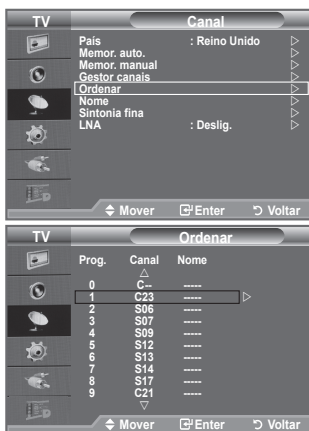 TV Canal
País : Reino Unido
Memor. auto.
Memor. manual
Gestor canais
Ordenar
Nome
Sintonia fina
LNA : Deslig.
Mover Enter Voltar
TV Ordenar
Prog. Canal Nome
0 C-- -----
1 C23 -----
2 S06 -----
3 S07 -----
4 S09 -----
5 S12 -----
6 S13 -----
7 S14 -----
8 S17 -----
9 C21 -----
Mover Enter Voltar